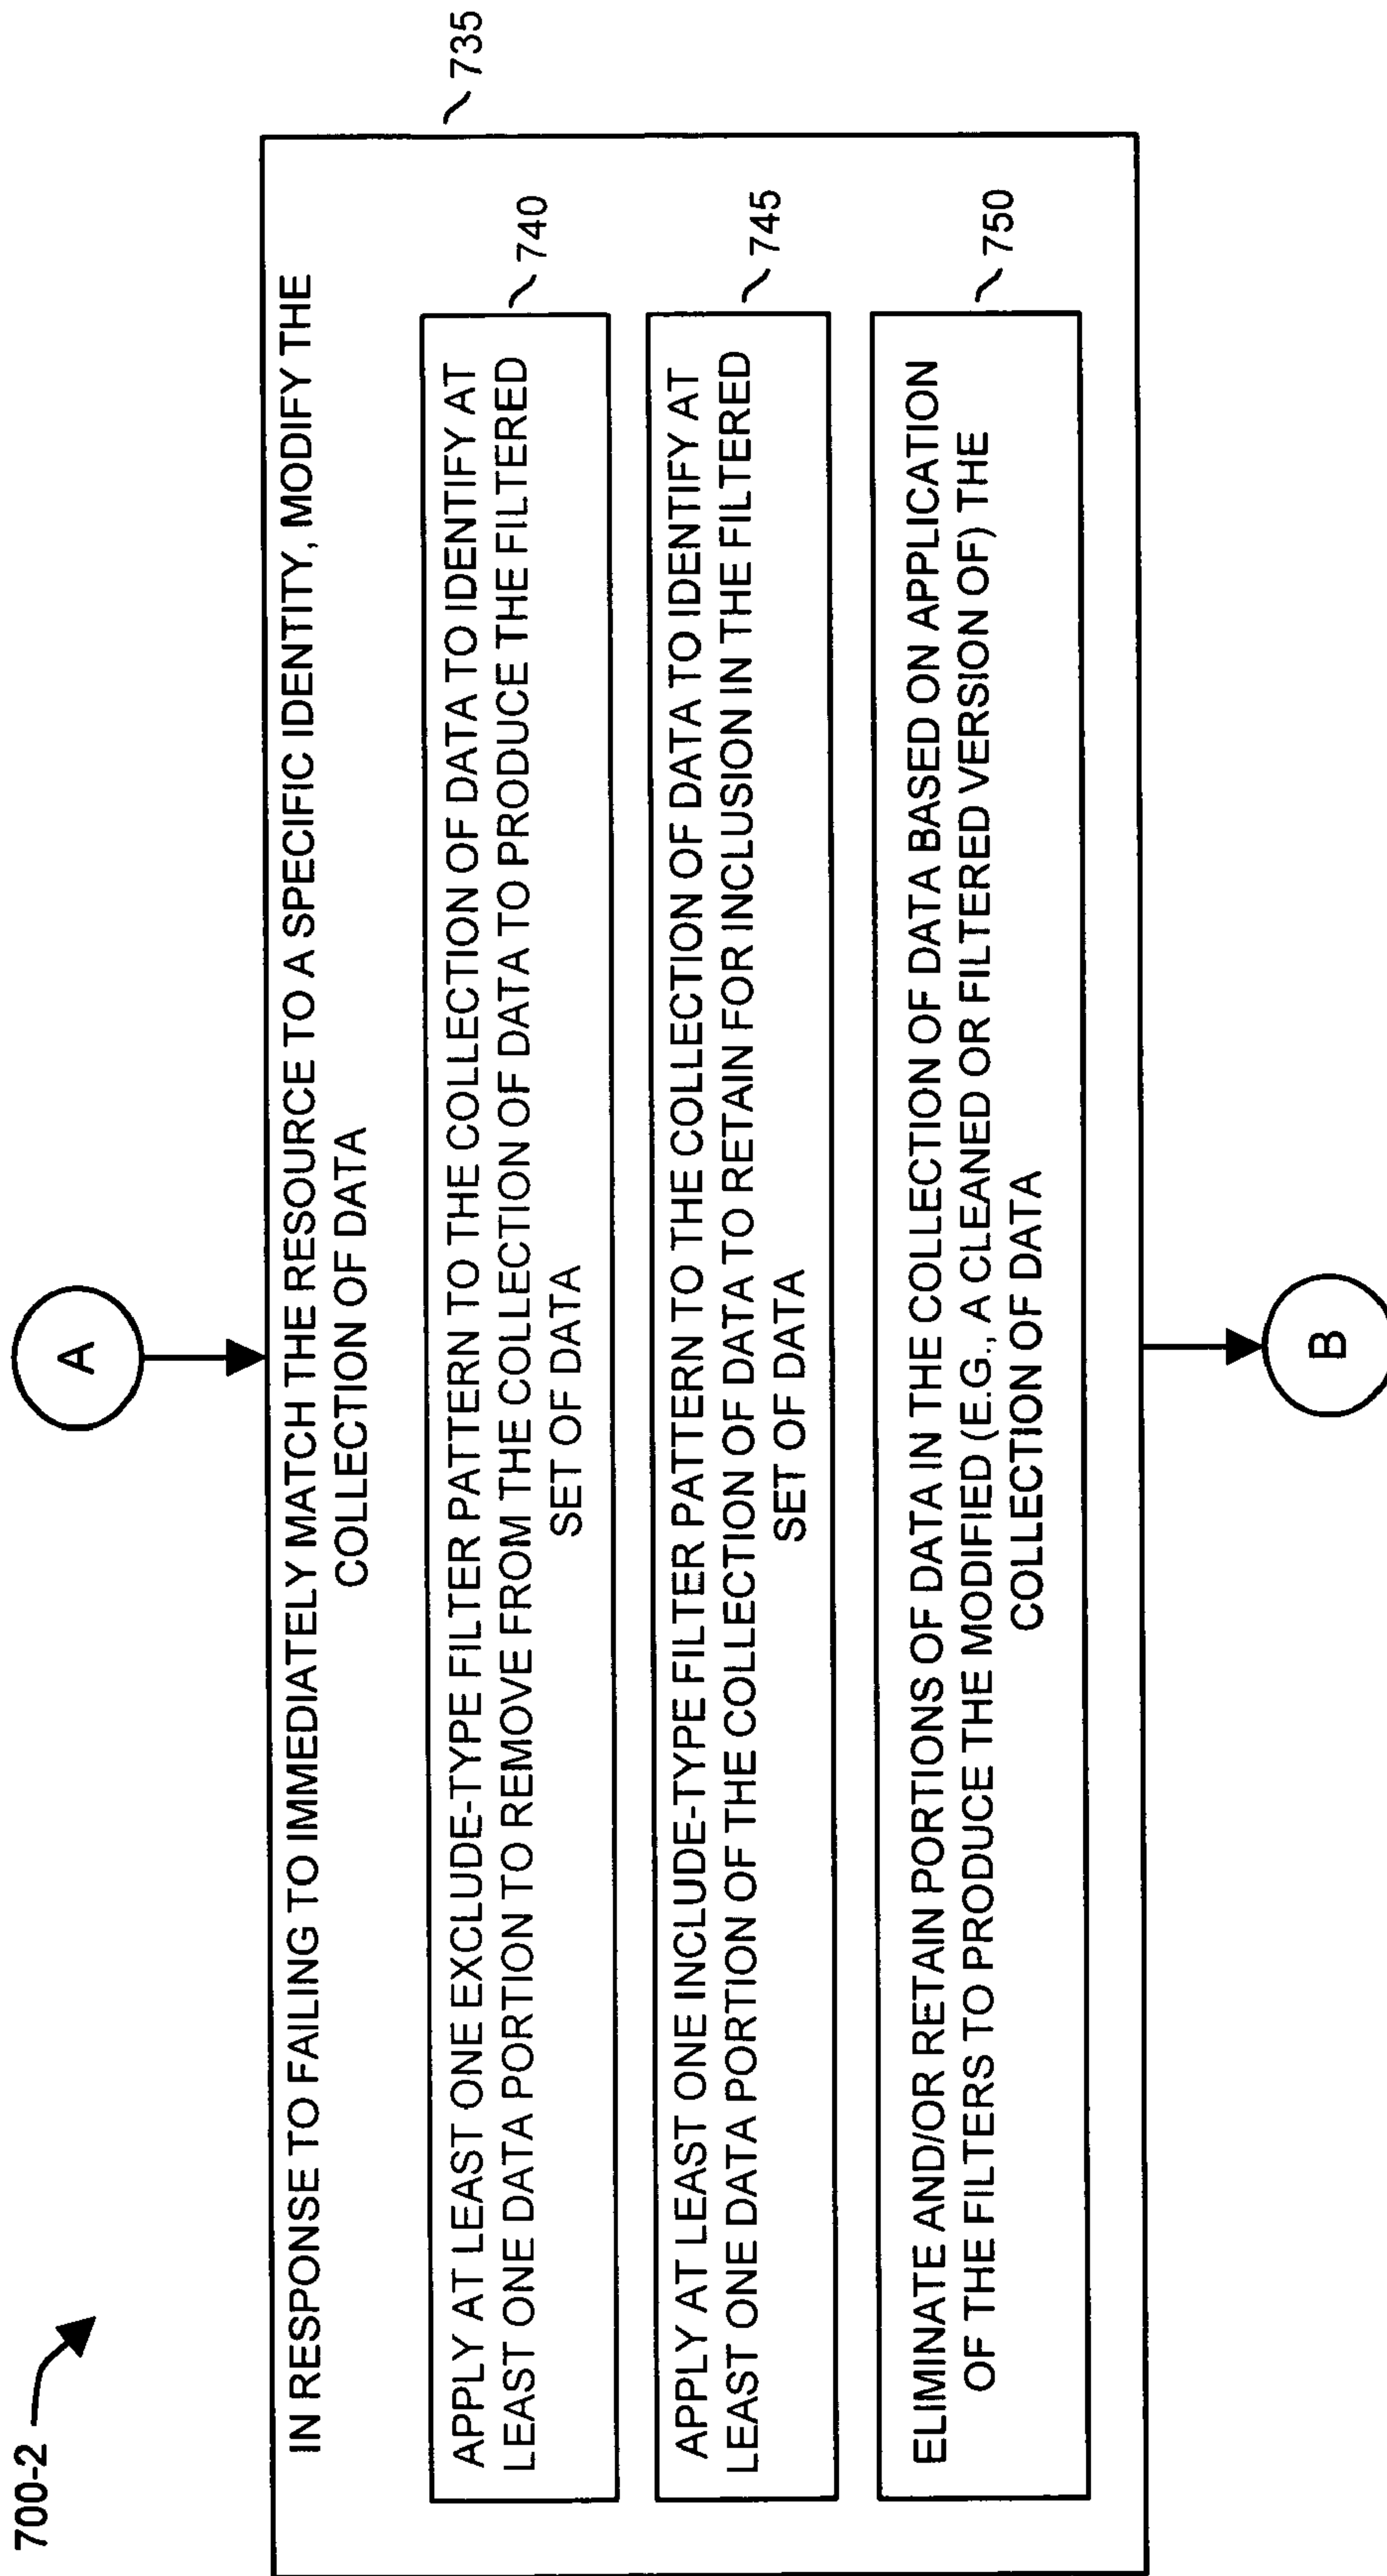 700-2
A
735
IN RESPONSE TO FAILING TO IMMEDIATELY MATCH THE RESOURCE TO A SPECIFIC IDENTITY, MODIFY THE
COLLECTION OF DATA
740
APPLY AT LEAST ONE EXCLUDE-TYPE FILTER PATTERN TO THE COLLECTION OF DATA TO IDENTIFY AT
LEAST ONE DATA PORTION TO REMOVE FROM THE COLLECTION OF DATA TO PRODUCE THE FILTERED
SET OF DATA
745
APPLY AT LEAST ONE INCLUDE-TYPE FILTER PATTERN TO THE COLLECTION OF DATA TO IDENTIFY AT
LEAST ONE DATA PORTION OF THE COLLECTION OF DATA TO RETAIN FOR INCLUSION IN THE FILTERED
SET OF DATA
750
ELIMINATE AND/OR RETAIN PORTIONS OF DATA IN THE COLLECTION OF DATA BASED ON APPLICATION
OF THE FILTERS TO PRODUCE THE MODIFIED (E.G., A CLEANED OR FILTERED VERSION OF) THE
COLLECTION OF DATA
B